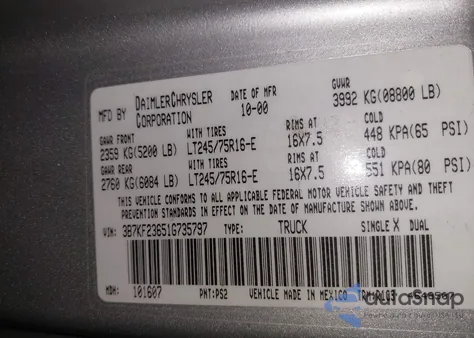 MFD BY DAIMLERCHRYSLER CORPORATION DATE OF MFR 10-00 GVWR 3992 KG(08800 LB)
GAWR FRONT WITH TIRES RIMS AT COLD
2359 KG(5200 LB) LT245/75R16-E 16X7.5 448 KPA(65 PSI)
GAWR REAR WITH TIRES RIMS AT COLD
2760 KG(6084 LB) LT245/75R16-E 16X7.5 551 KPA(80 PSI)
THIS VEHICLE CONFORMS TO ALL APPLICABLE FEDERAL MOTOR VEHICLE SAFETY AND THEFT
PREVENTION STANDARDS IN EFFECT ON THE DATE OF MANUFACTURE SHOWN ABOVE.
VIN: 3B7KF23651G735797 TYPE: TRUCK SINGLE X DUAL
MDH: 101607 PNT:PS2 VEHICLE MADE IN MEXICO